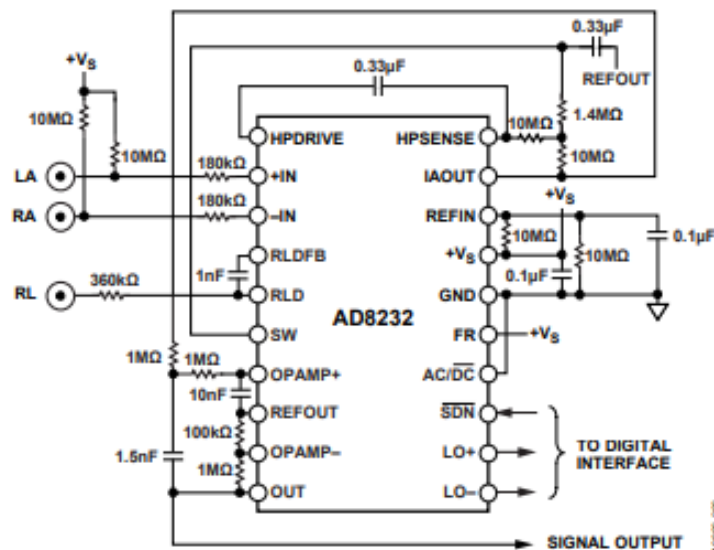 0.33µF
REFOUT
+VS
0.33µF
10MΩ
10MΩ
1.4MΩ
10MΩ
10MΩ
HPDRIVE
HPSENSE
LA
180kΩ
+IN
IAOUT
+VS
RA
180kΩ
–IN
REFIN
10MΩ
0.1µF
RLDFB
+VS
1nF
0.1µF
10MΩ
RL
360kΩ
RLD
GND
AD8232
SW
FR
+VS
1MΩ
1MΩ
OPAMP+
AC/DC
10nF
REFOUT
SDN
100kΩ
TO DIGITAL
INTERFACE
1.5nF
OPAMP–
LO+
1MΩ
OUT
LO–
SIGNAL OUTPUT